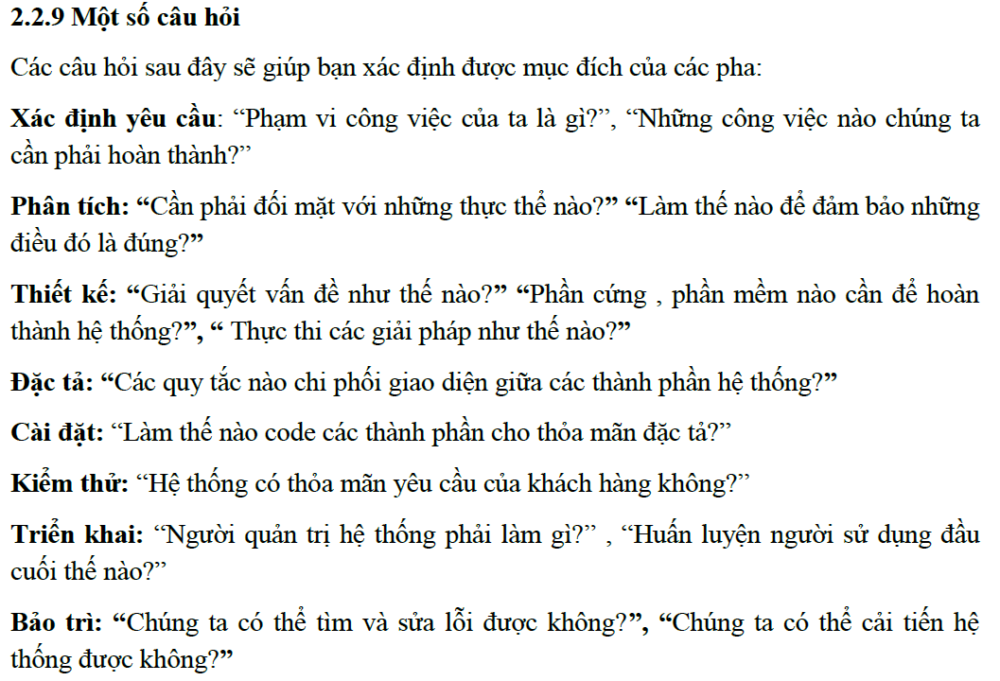 2.2.9 Một số câu hỏi
Các câu hỏi sau đây sẽ giúp bạn xác định được mục đích của các pha:
Xác định yêu cầu: “Phạm vi công việc của ta là gì?”, “Những công việc nào chúng ta
cần phải hoàn thành?”
Phân tích: “Cần phải đối mặt với những thực thể nào?” “Làm thế nào để đảm bảo những
điều đó là đúng?”
Thiết kế: “Giải quyết vấn đề như thế nào?” “Phần cứng , phần mềm nào cần để hoàn
thành hệ thống?”, “ Thực thi các giải pháp như thế nào?”
Đặc tả: “Các quy tắc nào chi phối giao diện giữa các thành phần hệ thống?”
Cài đặt: “Làm thế nào code các thành phần cho thỏa mãn đặc tả?”
Kiểm thử: “Hệ thống có thỏa mãn yêu cầu của khách hàng không?”
Triển khai: “Người quản trị hệ thống phải làm gì?” , “Huấn luyện người sử dụng đầu
cuối thế nào?”
Bảo trì: “Chúng ta có thể tìm và sửa lỗi được không?”, “Chúng ta có thể cải tiến hệ
thống được không?”